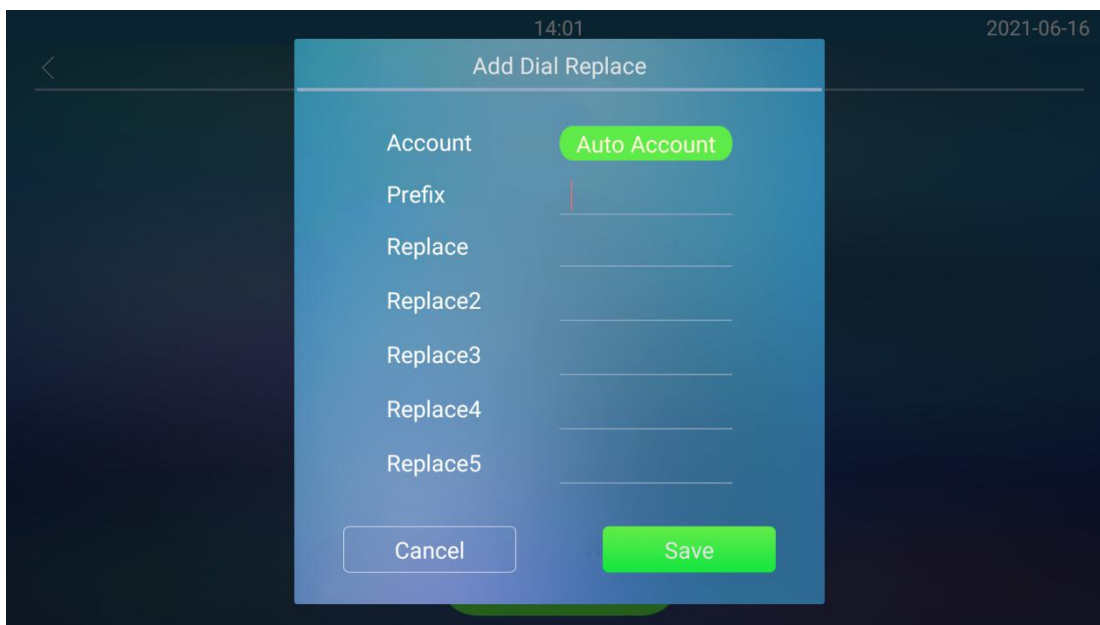 14:01
2021-06-16
Add Dial Replace
Account
Auto Account
Prefix
Replace
Replace2
Replace3
Replace4
Replace5
Cancel
Save